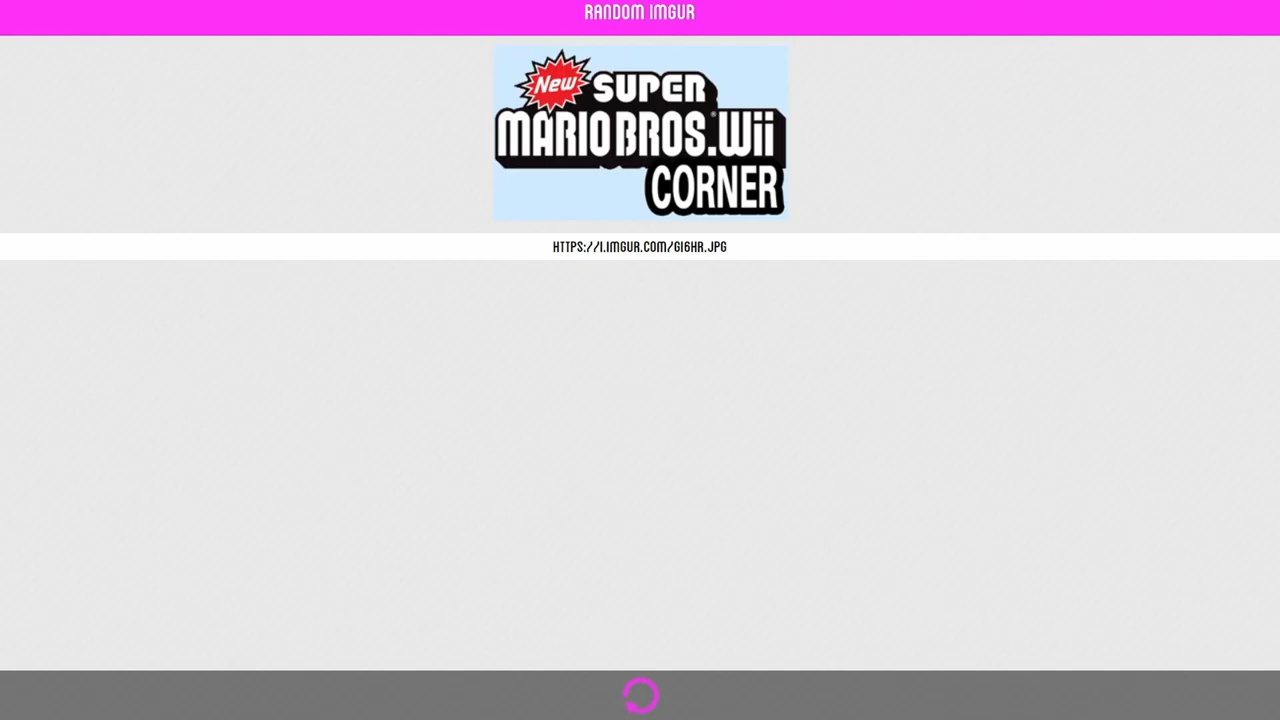 RANDOM IMGUR
New SUPER
MARIO BROS.Wii
CORNER
HTTPS://I.IMGUR.COM/GI6HR.JPG